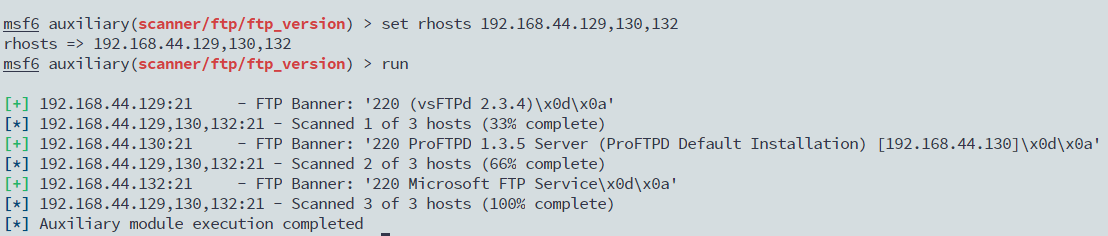 msf6 auxiliary(scanner/ftp/ftp_version) > set rhosts 192.168.44.129,130,132
rhosts => 192.168.44.129,130,132
msf6 auxiliary(scanner/ftp/ftp_version) > run
[+] 192.168.44.129:21     - FTP Banner: '220 (vsFTPd 2.3.4)\x0d\x0a'
[*] 192.168.44.129,130,132:21 - Scanned 1 of 3 hosts (33% complete)
[+] 192.168.44.130:21     - FTP Banner: '220 ProFTPD 1.3.5 Server (ProFTPD Default Installation) [192.168.44.130]\x0d\x0a'
[*] 192.168.44.129,130,132:21 - Scanned 2 of 3 hosts (66% complete)
[+] 192.168.44.132:21     - FTP Banner: '220 Microsoft FTP Service\x0d\x0a'
[*] 192.168.44.129,130,132:21 - Scanned 3 of 3 hosts (100% complete)
[*] Auxiliary module execution completed